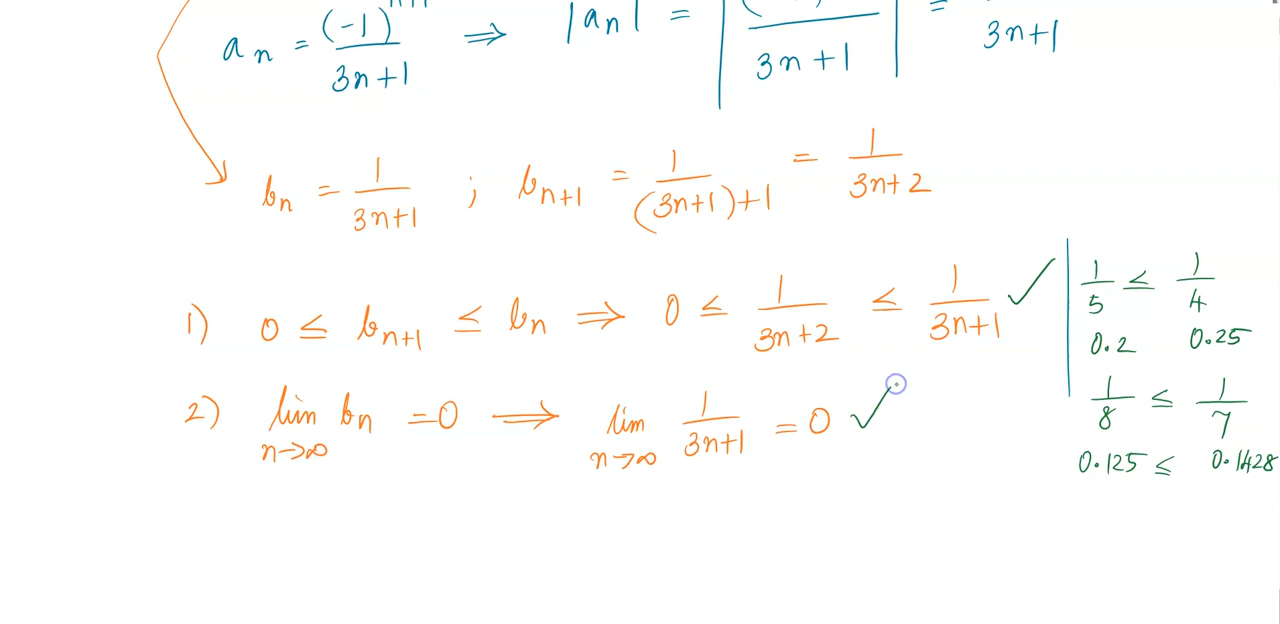 aₙ = (-1)ⁿ⁺¹ / (3n+1) ⇒ |aₙ| = | / (3n+1)| = / (3n+1)
bₙ = 1/(3n+1) ; bₙ₊₁ = 1/((3n+1)+1) = 1/(3n+2)
1) 0 ≤ bₙ₊₁ ≤ bₙ ⇒ 0 ≤ 1/(3n+2) ≤ 1/(3n+1) ✓
1/5 ≤ 1/4
0.2 0.25
2) lim n→∞ bₙ = 0 ⟹ lim n→∞ 1/(3n+1) = 0 ✓
1/8 ≤ 1/7
0.125 ≤ 0.1428